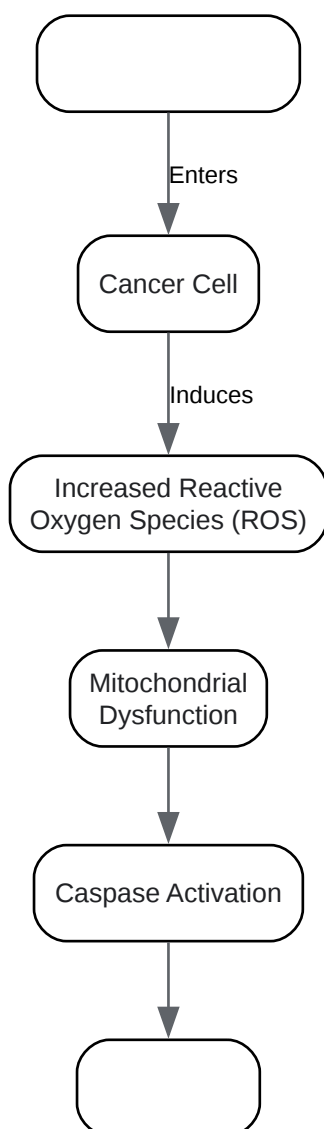 Enters
Cancer Cell
Induces
Increased Reactive
Oxygen Species (ROS)
Mitochondrial
Dysfunction
Caspase Activation